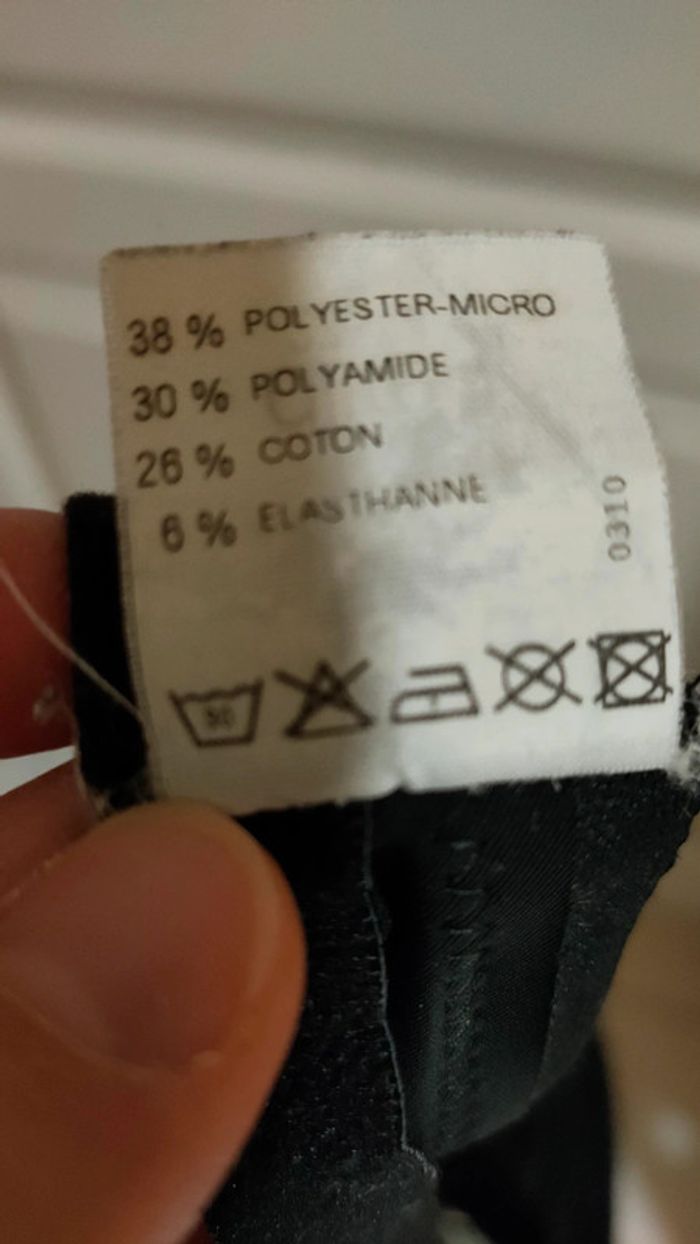 38 % POLYESTER-MICRO
30 % POLYAMIDE
26 % COTON
6 % ELASTHANNE
0310
30